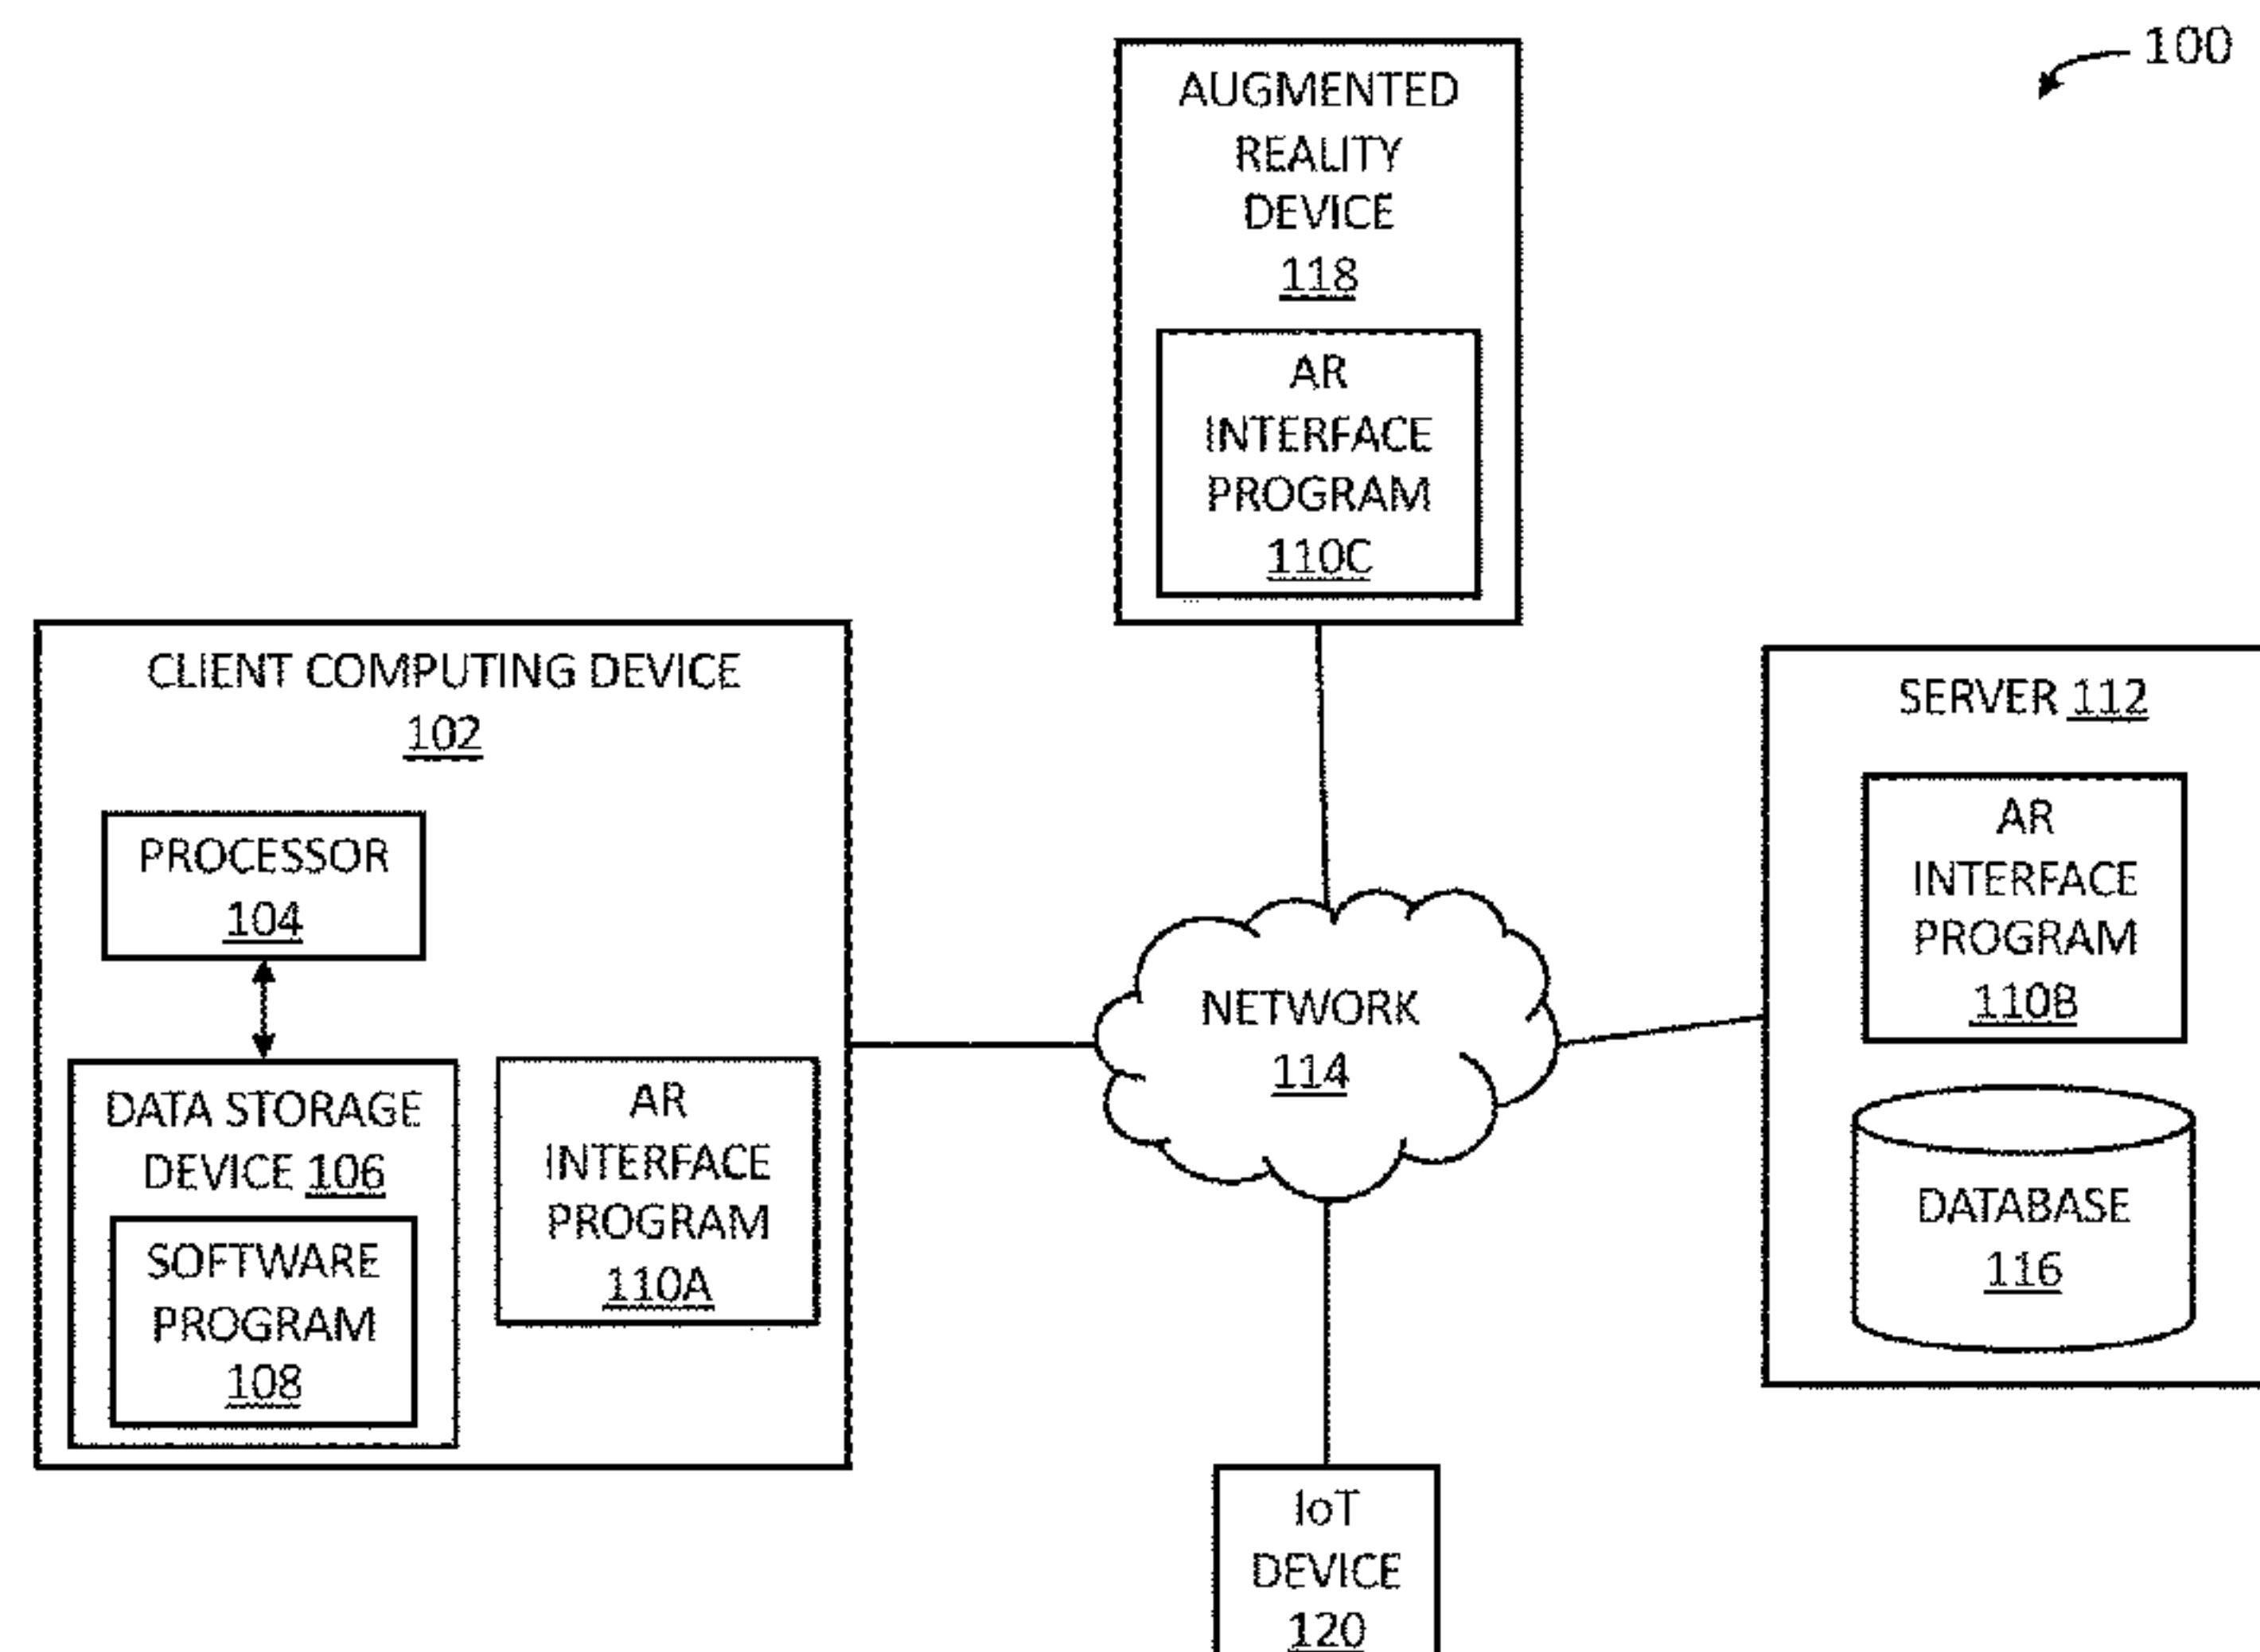 100
AUGMENTED
REALITY
DEVICE
118
AR
INTERFACE
PROGRAM
110C
CLIENT COMPUTING DEVICE
102
PROCESSOR
104
DATA STORAGE
DEVICE 106
SOFTWARE
PROGRAM
108
AR
INTERFACE
PROGRAM
110A
NETWORK
114
SERVER 112
AR
INTERFACE
PROGRAM
110B
DATABASE
116
IoT
DEVICE
120